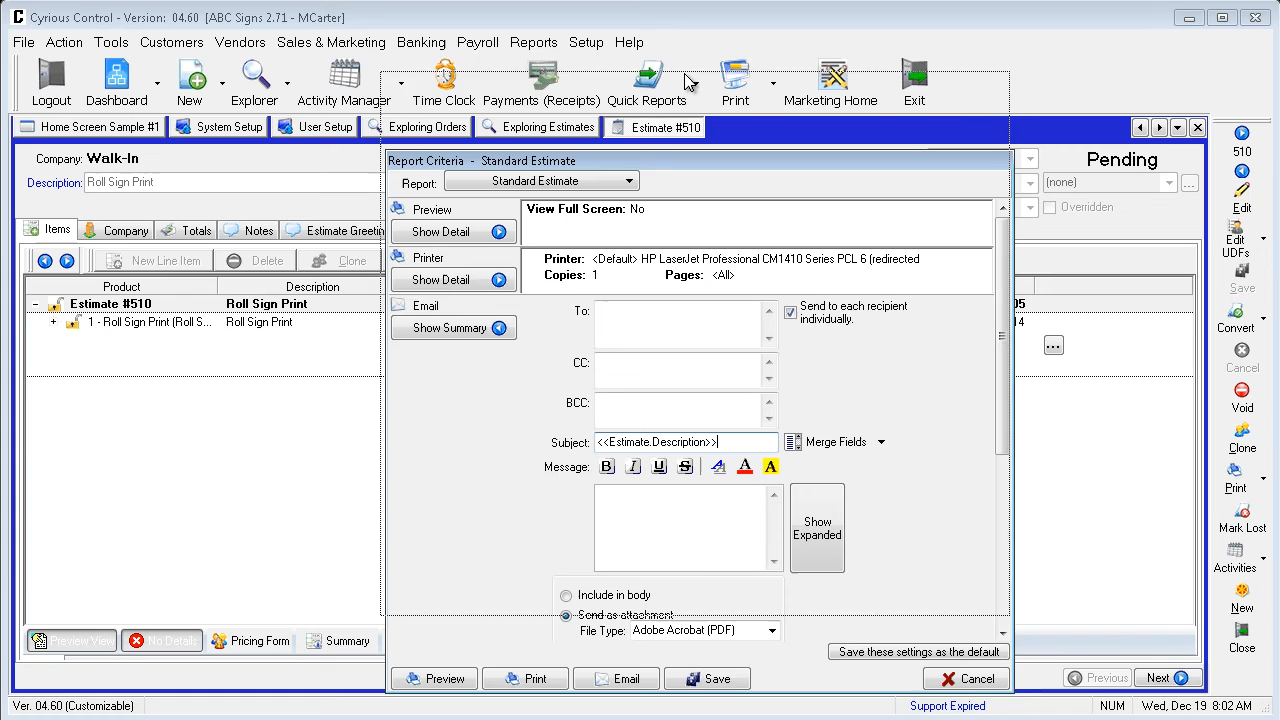 Cyrious Control - Version: 04.60 [ABC Signs 2.71 - MCarter]
File Action Tools Customers Vendors Sales & Marketing Banking Payroll Reports Setup Help
Logout Dashboard New Explorer Activity Manager Time Clock Payments (Receipts) Quick Reports Print Marketing Home Exit
Home Screen Sample #1 System Setup User Setup Exploring Orders Exploring Estimates Estimate #510
Company: Walk-In
Description: Roll Sign Print
Pending
(none) ...
Overridden
Items Company Totals Notes Estimate Greetin
New Line Item Delete Clone
Product Description
Estimate #510 Roll Sign Print 05
1 - Roll Sign Print (Roll S... Roll Sign Print 14
...
Report Criteria - Standard Estimate
Report: Standard Estimate
Preview View Full Screen: No
Show Detail
Printer Printer: <Default> HP LaserJet Professional CM1410 Series PCL 6 (redirected
Show Detail Copies: 1 Pages: <All>
Email To: Send to each recipient
individually.
Show Summary
CC:
BCC:
Subject: <<Estimate.Description>> Merge Fields
Message: B I U S A A A
Show
Expanded
Include in body
Send as attachment
File Type: Adobe Acrobat (PDF)
Save these settings as the default
Preview Print Email Save Cancel
Preview View No Details Pricing Form Summary
Previous Next
510
Edit
Edit
UDFs
Save
Convert
Cancel
Void
Clone
Print
Mark Lost
Activities
New
Close
Ver. 04.60 (Customizable) Support Expired NUM Wed, Dec 19 8:02 AM